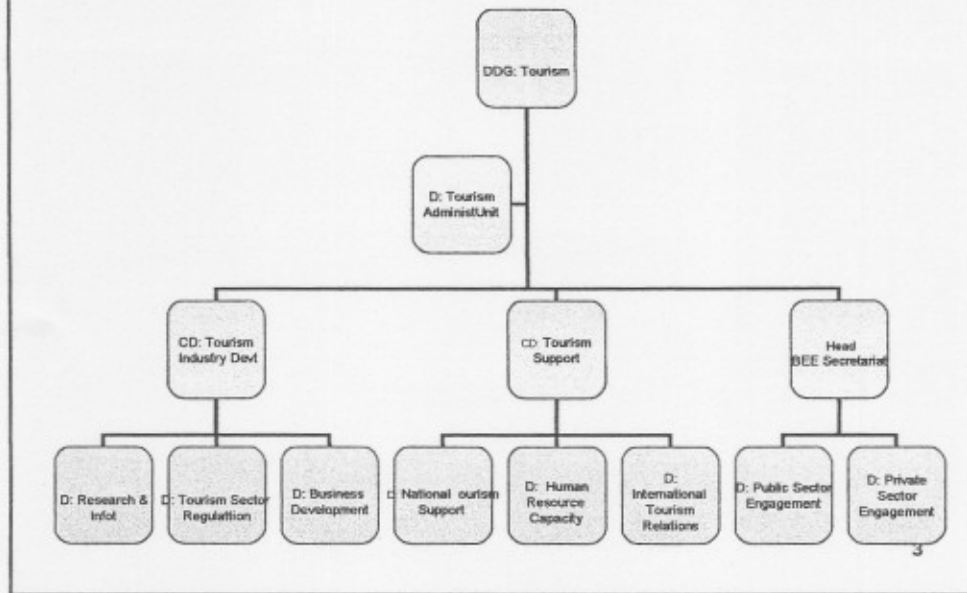 DDG: Tourism
D: Tourism
AdministUnit
CD: Tourism
Industry Devt
CD: Tourism
Support
Head
BEE Secretariat
D: Research &
Infot
D: Tourism Sector
Regulattion
D: Business
Development
D: National ourism
Support
D: Human
Resource
Capacity
D:
International
Tourism
Relations
D: Public Sector
Engagement
D: Private
Sector
Engagement
3